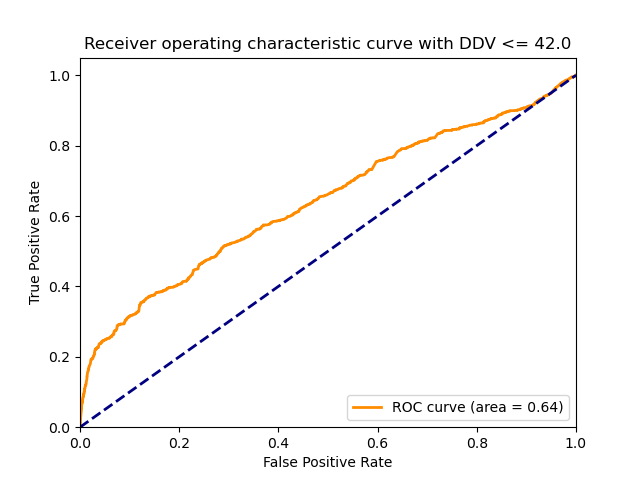 Receiver operating characteristic curve with DDV <= 42.0
True Positive Rate
1.0
0.8
0.6
0.4
0.2
0.0
0.0 0.2 0.4 0.6 0.8 1.0
False Positive Rate
ROC curve (area = 0.64)